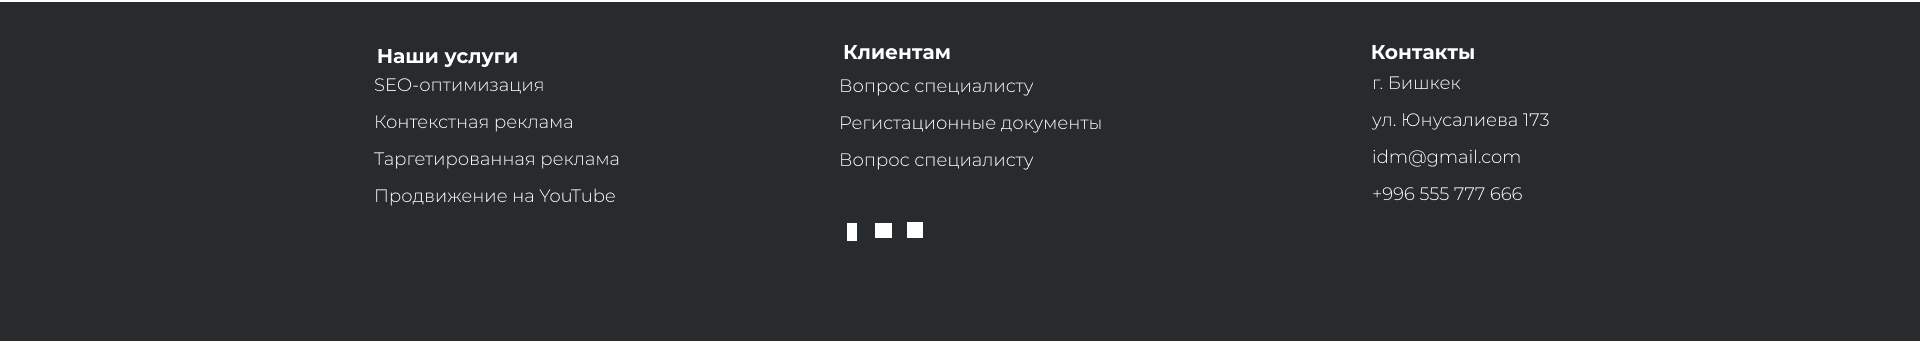 Наши услуги
SEO-оптимизация
Контекстная реклама
Таргетированная реклама
Продвижение на YouTube
Клиентам
Вопрос специалисту
Регистационные документы
Вопрос специалисту
Контакты
г. Бишкек
ул. Юнусалиева 173
idm@gmail.com
+996 555 777 666